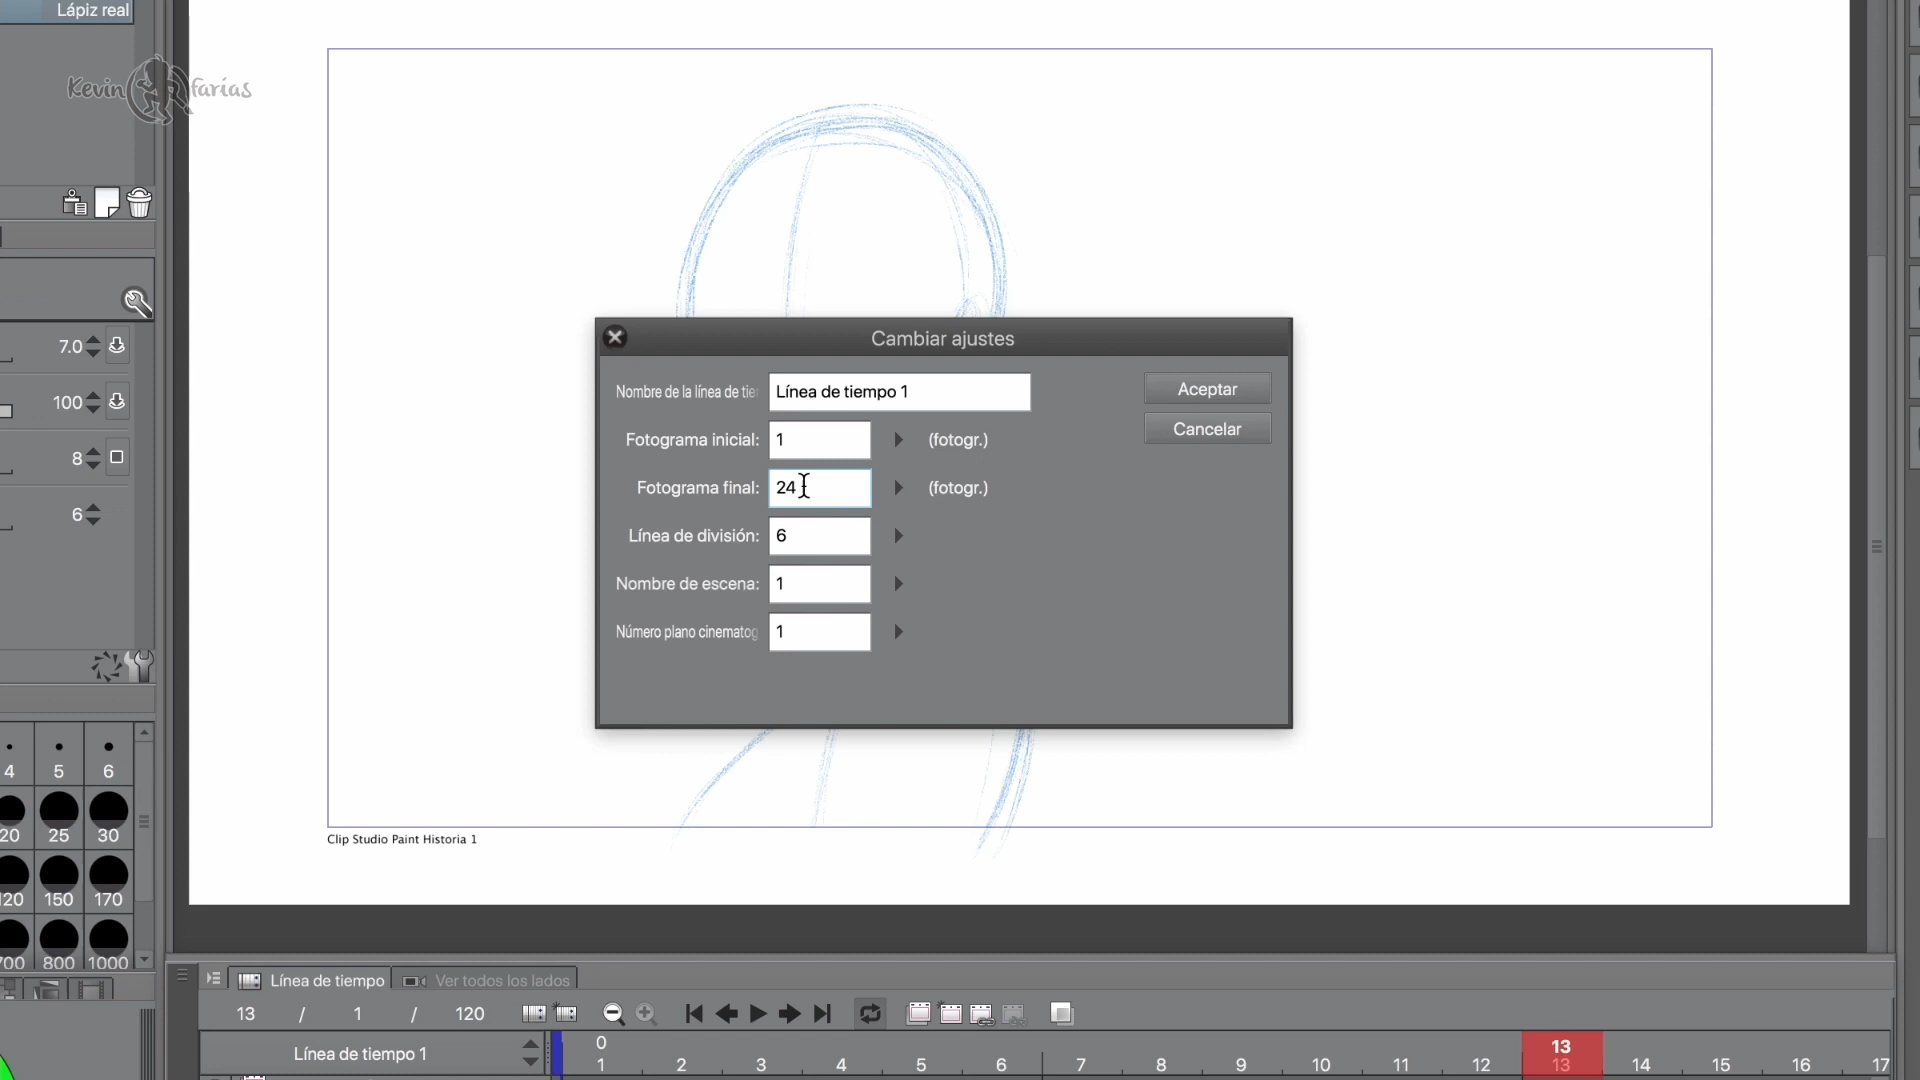 Lápiz real
Kevin farías
7.0
100
8
6
4 5 6
20 25 30
120 150 170
700 800 1000
Cambiar ajustes
Nombre de la línea de tie
Línea de tiempo 1
Aceptar
Fotograma inicial: 1 (fotogr.)
Cancelar
Fotograma final: 24 (fotogr.)
Línea de división: 6
Nombre de escena: 1
Número plano cinematog 1
Clip Studio Paint Historia 1
Línea de tiempo Ver todos los lados
13 / 1 / 120
Línea de tiempo 1
0 13
1 2 3 4 5 6 7 8 9 10 11 12 13 14 15 16 17